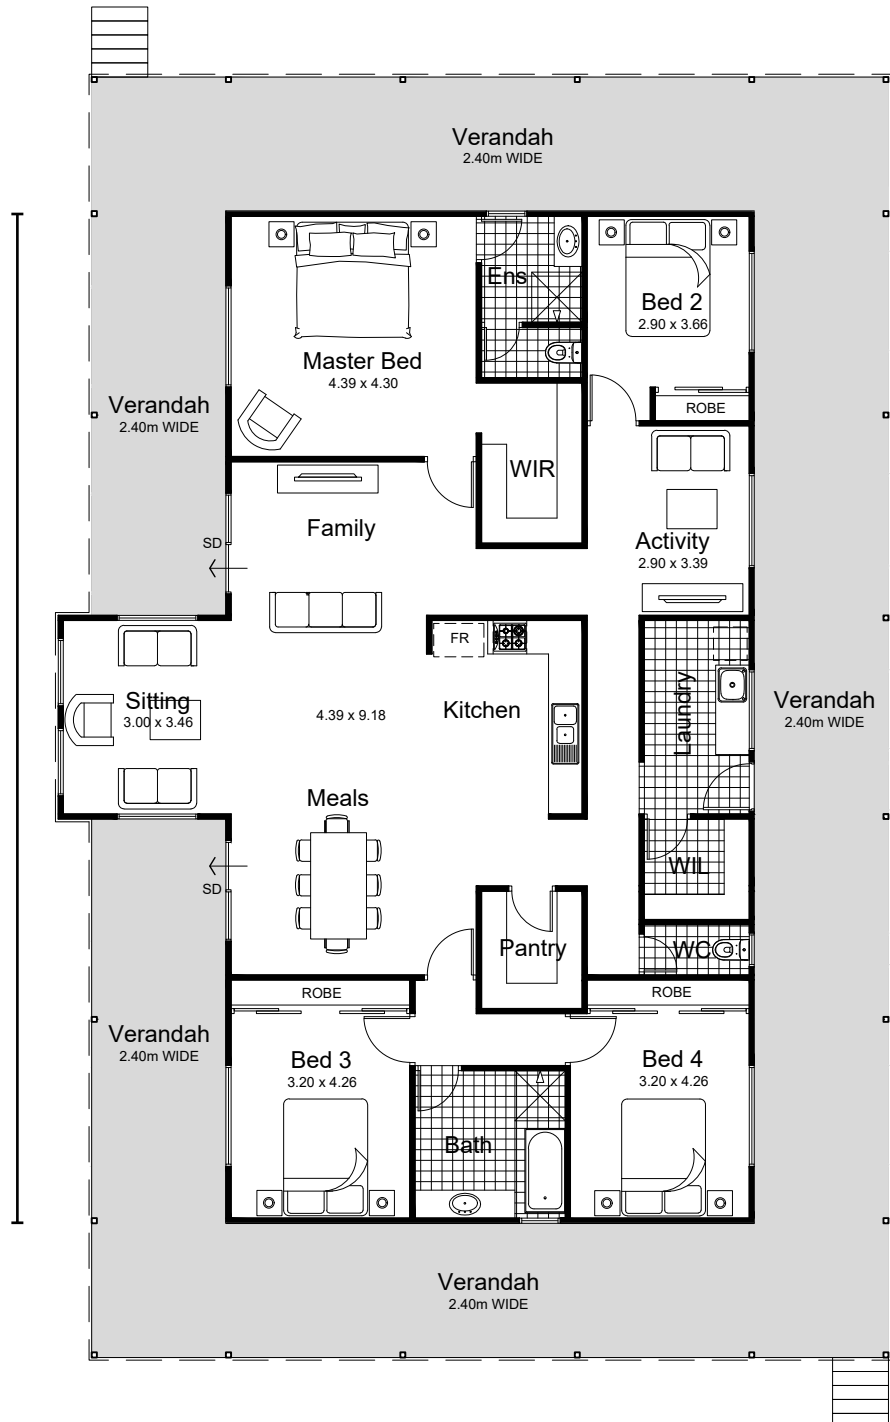 Verandah
2.40m WIDE
Ens
Bed 2
2.90 x 3.66
Master Bed
4.39 x 4.30
Verandah
2.40m WIDE
ROBE
WIR
Family
SD
Activity
2.90 x 3.39
FR
Sitting
3.00 x 3.46
4.39 x 9.18
Kitchen
Laundry
Verandah
2.40m WIDE
Meals
WIL
SD
Pantry
WC
ROBE
ROBE
Verandah
2.40m WIDE
Bed 3
3.20 x 4.26
Bed 4
3.20 x 4.26
Bath
Verandah
2.40m WIDE